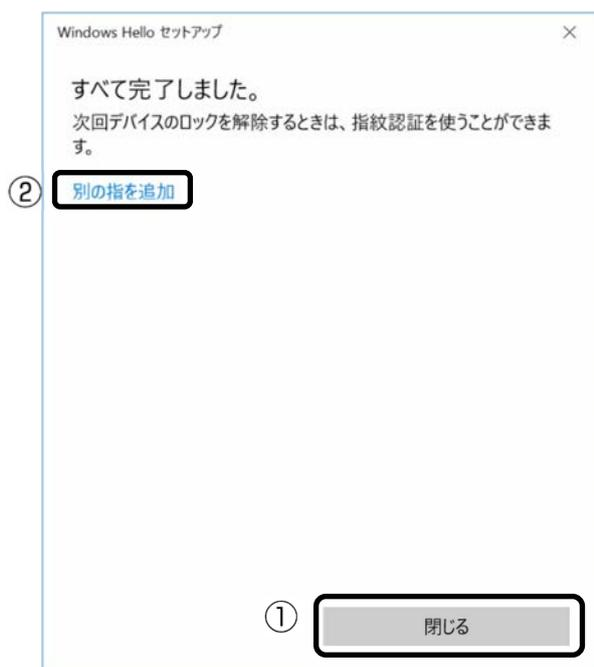 Windows Hello セットアップ
すべて完了しました。
次回デバイスのロックを解除するときは、指紋認証を使うことができま
す。
② 別の指を追加
① 閉じる